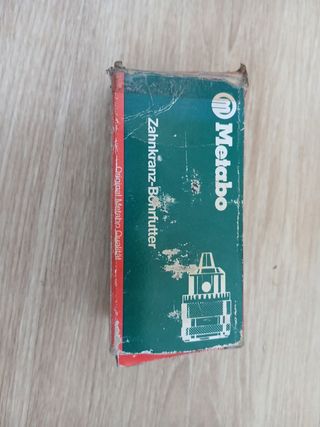 Metabo
Zahnkranz-Bohrfutter
Original Metabo Qualität